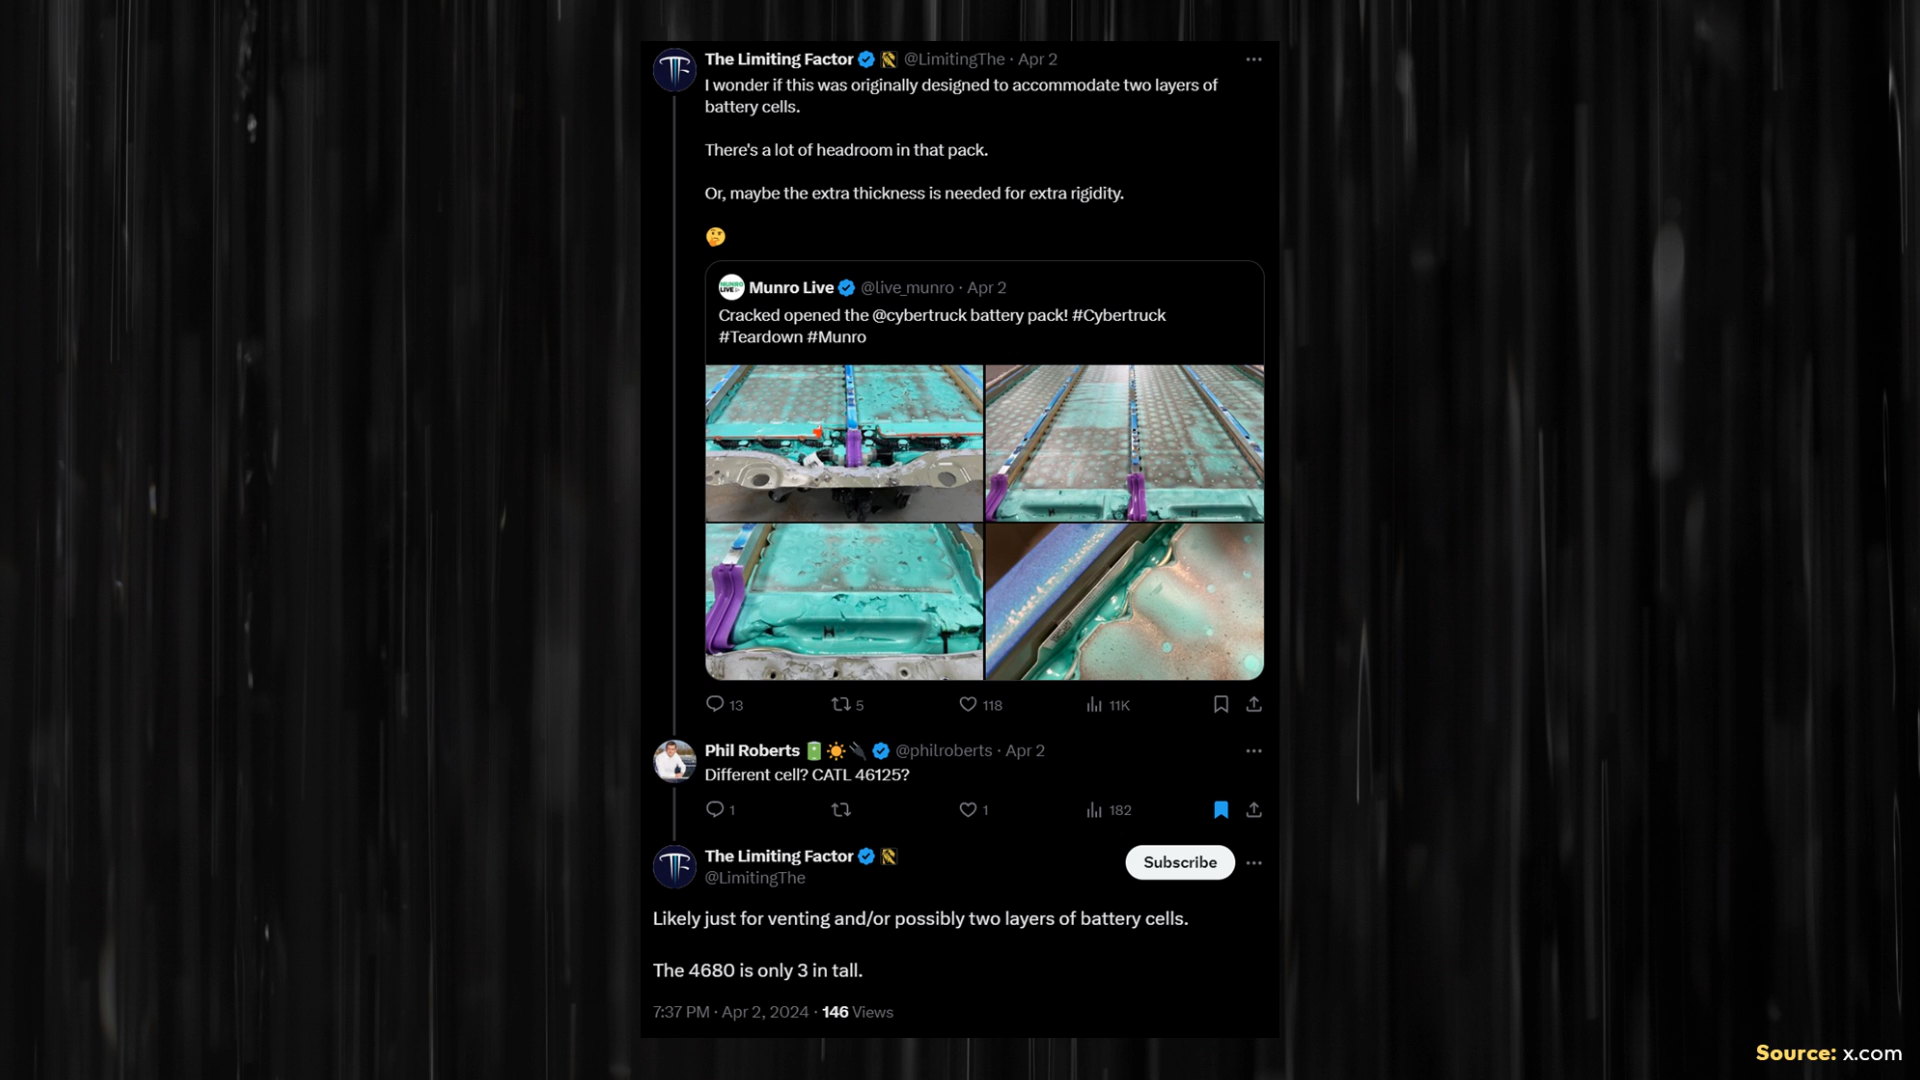 The Limiting Factor @LimitingThe · Apr 2
I wonder if this was originally designed to accommodate two layers of
battery cells.
There's a lot of headroom in that pack.
Or, maybe the extra thickness is needed for extra rigidity.
🤔
MUNRO LIVE
Munro Live @live_munro · Apr 2
Cracked opened the @cybertruck battery pack! #Cybertruck
#Teardown #Munro
13 5 118 11K
Phil Roberts 🔋☀️🔌 @philroberts · Apr 2
Different cell? CATL 46125?
1 1 182
The Limiting Factor
@LimitingThe
Subscribe
Likely just for venting and/or possibly two layers of battery cells.
The 4680 is only 3 in tall.
7:37 PM · Apr 2, 2024 · 146 Views
Source: x.com